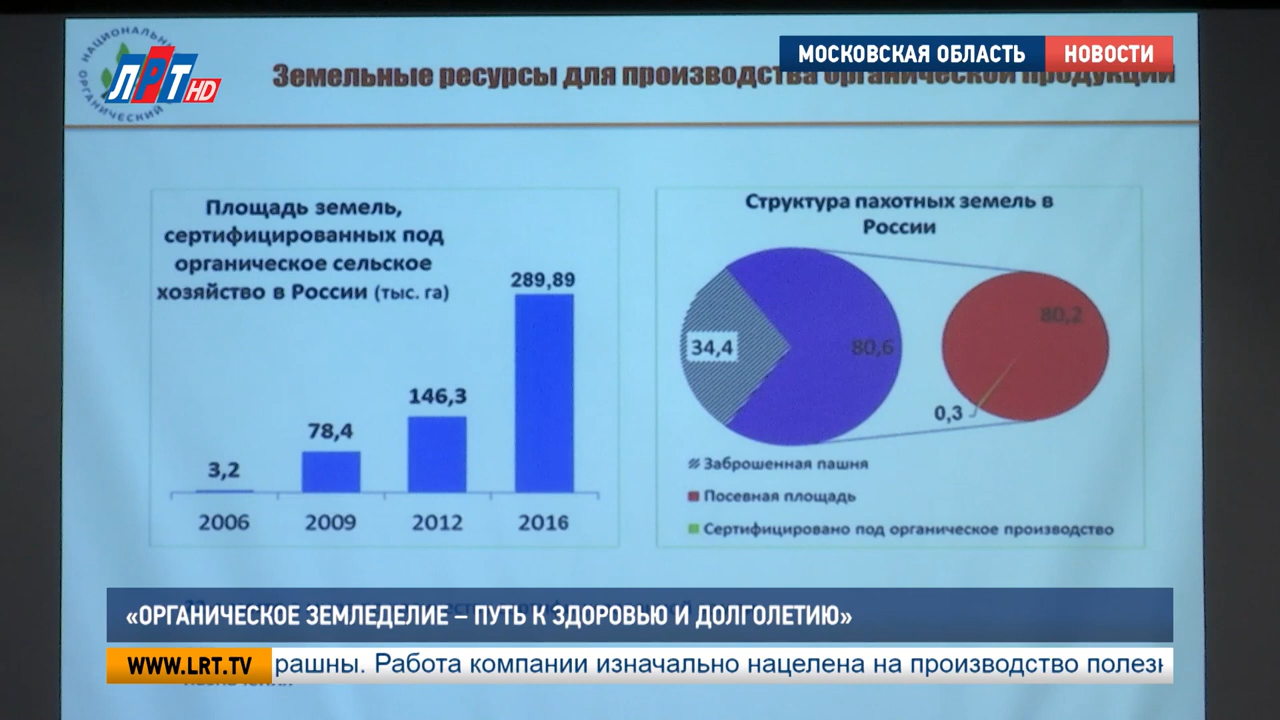 НАЦИОНАЛЬНЫЙ
ОРГАНИЧЕСКИЙ
ЛРТ HD
МОСКОВСКАЯ ОБЛАСТЬ НОВОСТИ
Земельные ресурсы для производства органической продукции
Площадь земель,
сертифицированных под
органическое сельское
хозяйство в России (тыс. га)
289,89
146,3
78,4
3,2
2006 2009 2012 2016
Структура пахотных земель в
России
34,4
80,6
80,2
0,3
Заброшенная пашня
Посевная площадь
Сертифицировано под органическое производство
«ОРГАНИЧЕСКОЕ ЗЕМЛЕДЕЛИЕ – ПУТЬ К ЗДОРОВЬЮ И ДОЛГОЛЕТИЮ»
WWW.LRT.TV
рашны. Работа компании изначально нацелена на производство полезн